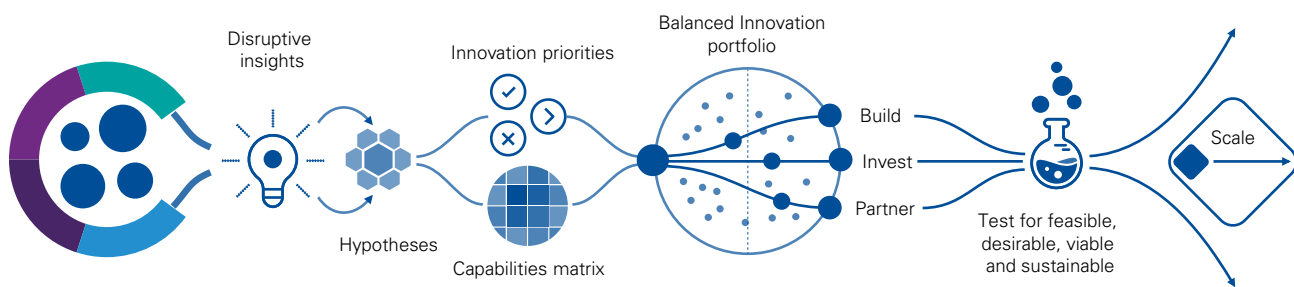 Disruptive
insights
Hypotheses
Innovation priorities
Capabilities matrix
Balanced Innovation
portfolio
Build
Invest
Partner
Test for feasible,
desirable, viable
and sustainable
Scale